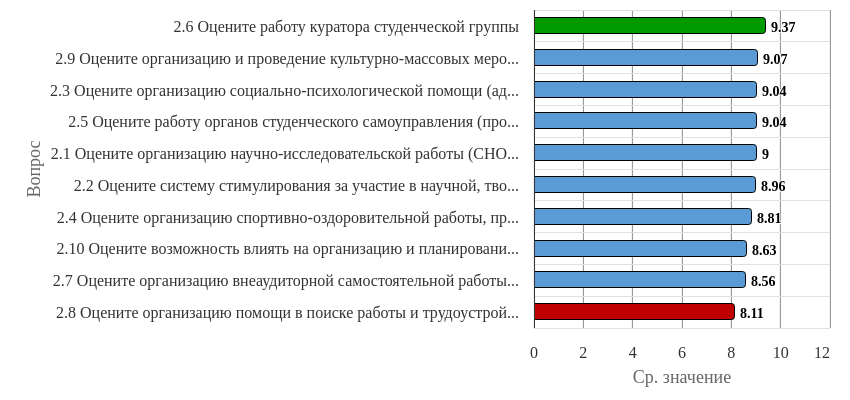 2.6 Оцените работу куратора студенческой группы 9.37
2.9 Оцените организацию и проведение культурно-массовых меро... 9.07
2.3 Оцените организацию социально-психологической помощи (ад... 9.04
2.5 Оцените работу органов студенческого самоуправления (про... 9.04
2.1 Оцените организацию научно-исследовательской работы (СНО... 9
2.2 Оцените систему стимулирования за участие в научной, тво... 8.96
2.4 Оцените организацию спортивно-оздоровительной работы, пр... 8.81
2.10 Оцените возможность влиять на организацию и планировани... 8.63
2.7 Оцените организацию внеаудиторной самостоятельной работы... 8.56
2.8 Оцените организацию помощи в поиске работы и трудоустрой... 8.11
Вопрос
0 2 4 6 8 10 12
Ср. значение